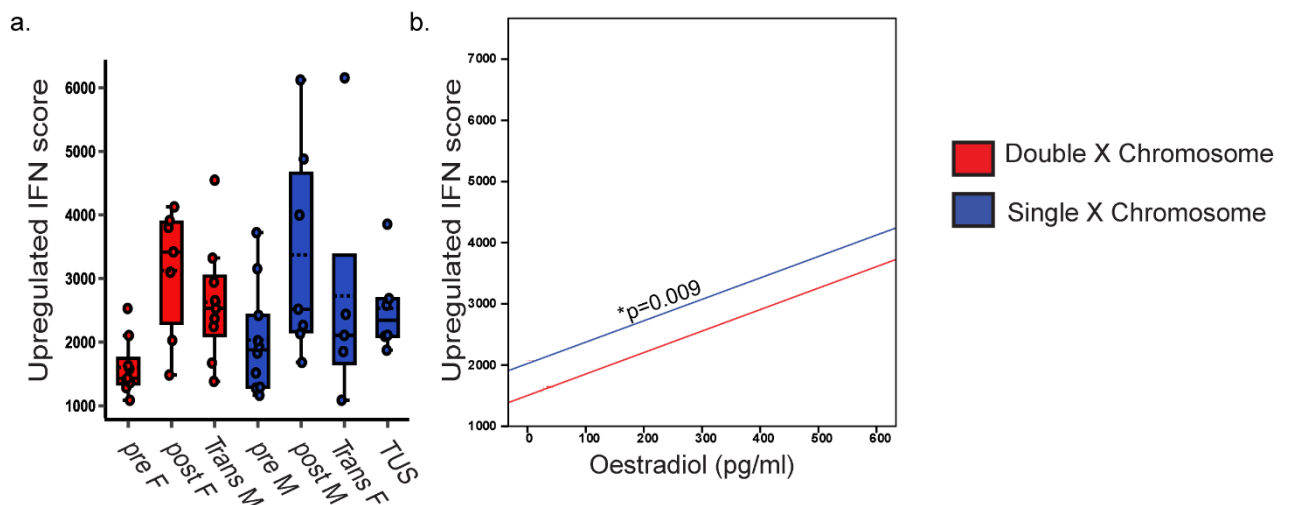 a.
Upregulated IFN score
6000
5000
4000
3000
2000
1000
pre F
post F
Trans M
pre M
post M
Trans F
TUS
b.
Upregulated IFN score
7000
6000
5000
4000
3000
2000
1000
*p=0.009
0
100
200
300
400
500
600
Oestradiol (pg/ml)
Double X Chromosome
Single X Chromosome